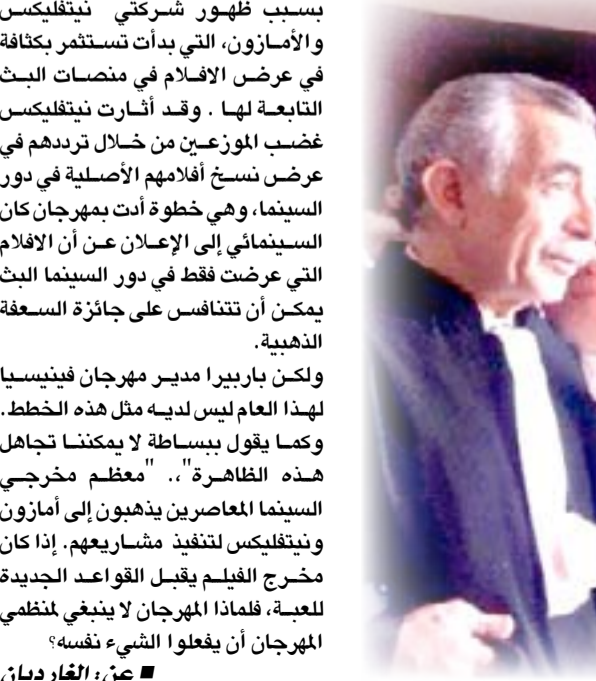 بسبب ظهور شركتي نيتفليكس
والأمازون، التي بدأت تستثمر بكثافة
في عرض الافلام في منصات البث
التابعة لها . وقد أثارت نيتفليكس
غضب الموزعين من خلال ترددهم في
عرض نسخ أفلامهم الأصلية في دور
السينما، وهي خطوة أدت بمهرجان كان
السينمائي إلى الإعلان عن أن الافلام
التي عرضت فقط في دور السينما البث
يمكن أن تتنافس على جائزة السعفة
الذهبية.
ولكن باربيرا مدير مهرجان فينيسيا
لهذا العام ليس لديه مثل هذه الخطط.
وكما يقول ببساطة لا يمكننا تجاهل
هذه الظاهرة"،. "معظم مخرجي
السينما المعاصرين يذهبون إلى أمازون
ونيتفليكس لتنفيذ مشاريعهم. إذا كان
مخرج الفيلم يقبل القواعد الجديدة
للعبة، فلماذا المهرجان لا ينبغي لمنظمي
المهرجان أن يفعلوا الشيء نفسه؟
■ عن: الغارديان